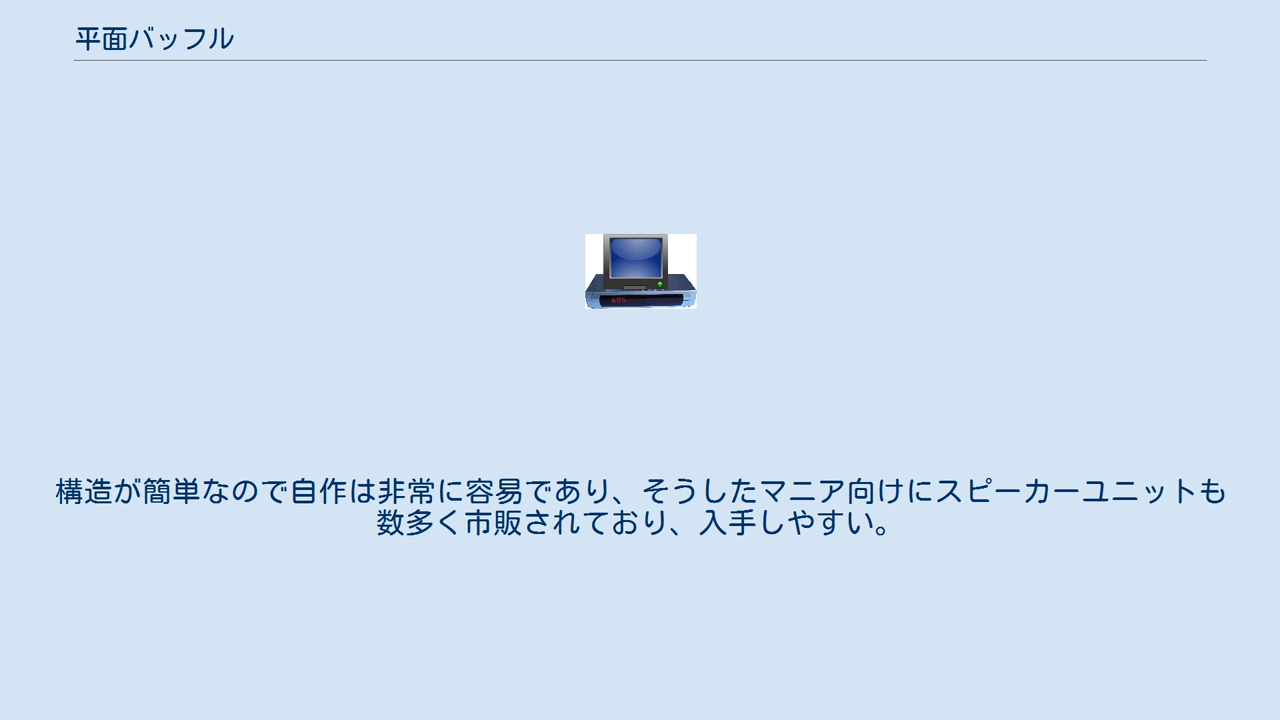 平面バッフル
構造が簡単なので自作は非常に容易であり、そうしたマニア向けにスピーカーユニットも
数多く市販されており、入手しやすい。